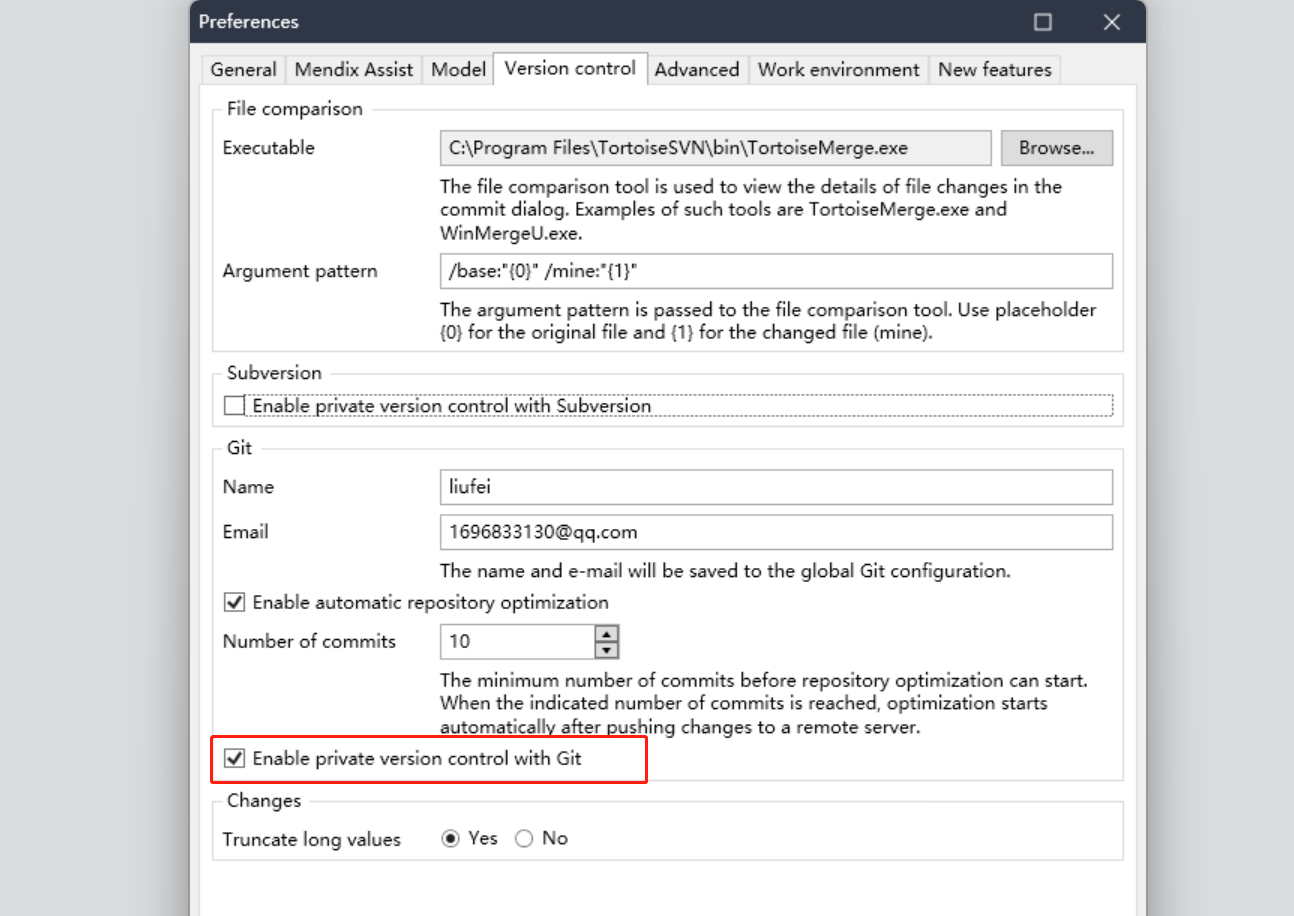 Preferences
General Mendix Assist Model Version control Advanced Work environment New features
File comparison
Executable C:\Program Files\TortoiseSVN\bin\TortoiseMerge.exe Browse...
The file comparison tool is used to view the details of file changes in the
commit dialog. Examples of such tools are TortoiseMerge.exe and
WinMergeU.exe.
Argument pattern /base:"{0}" /mine:"{1}"
The argument pattern is passed to the file comparison tool. Use placeholder
{0} for the original file and {1} for the changed file (mine).
Subversion
Enable private version control with Subversion
Git
Name liufei
Email 1696833130@qq.com
The name and e-mail will be saved to the global Git configuration.
Enable automatic repository optimization
Number of commits 10
The minimum number of commits before repository optimization can start.
When the indicated number of commits is reached, optimization starts
automatically after pushing changes to a remote server.
Enable private version control with Git
Changes
Truncate long values Yes No